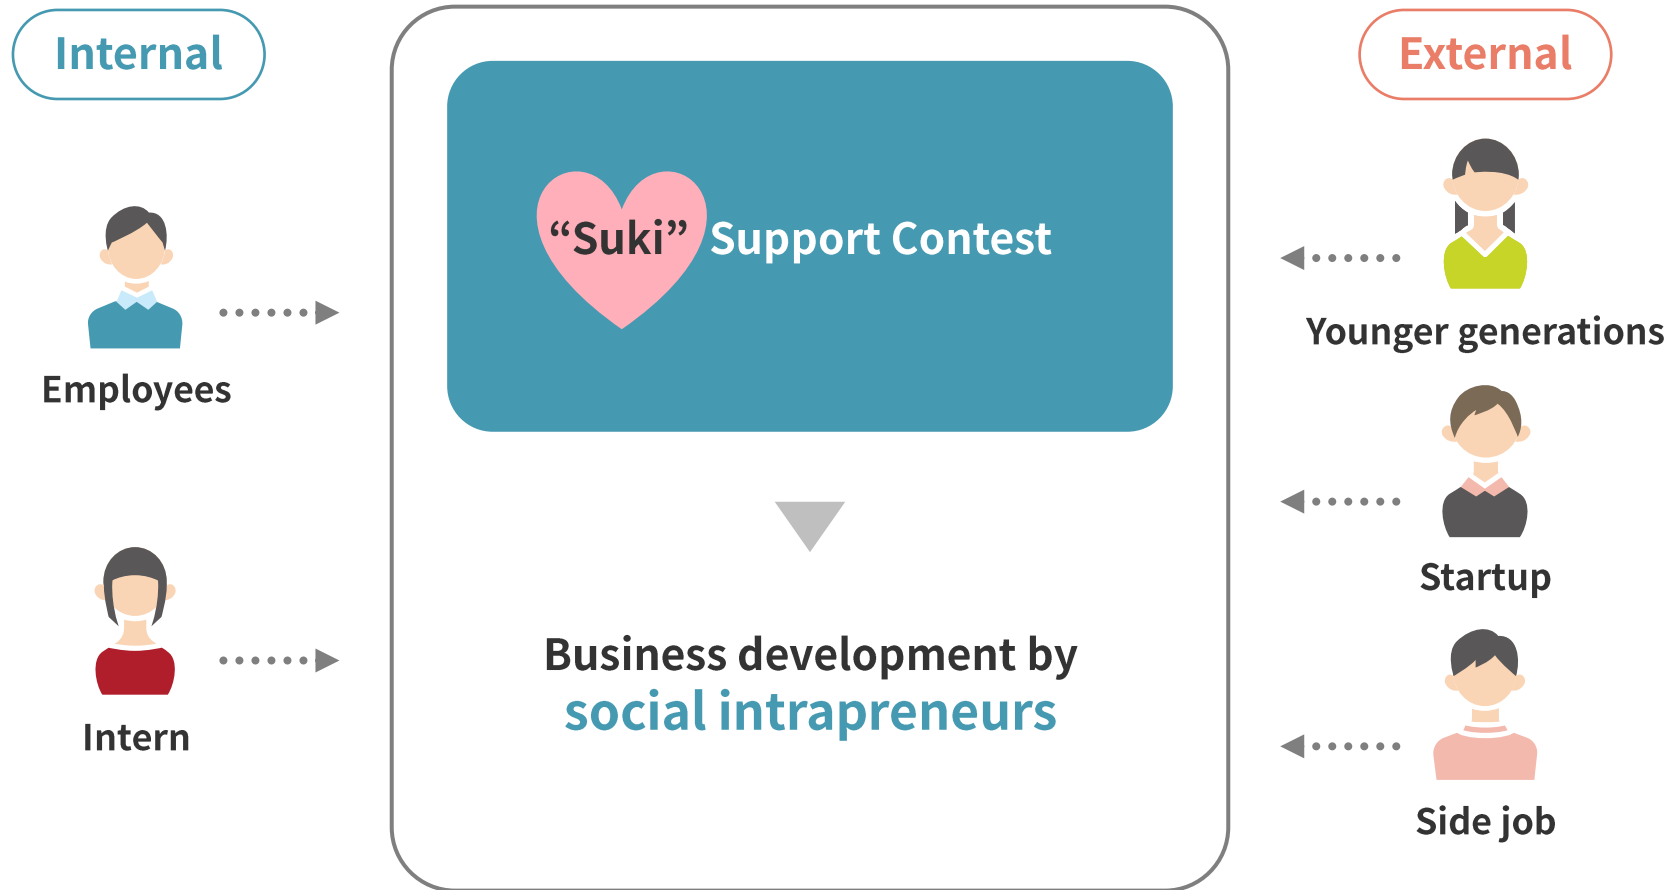 Internal
Employees
Intern
“Suki” Support Contest
Business development by
social intrapreneurs
External
Younger generations
Startup
Side job